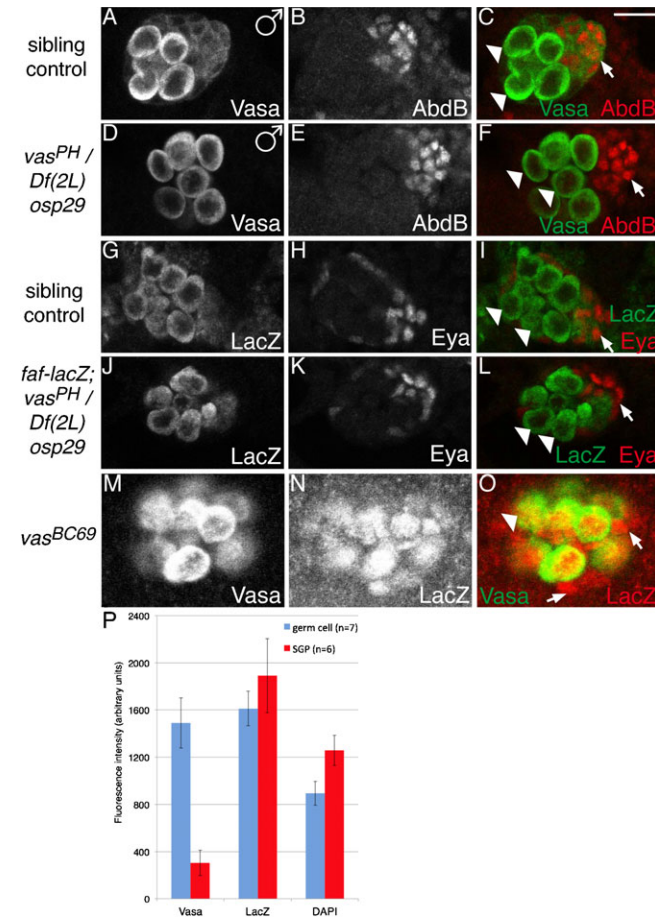 sibling control
A ♂ Vasa
B AbdB
C Vasa AbdB
vasPH / Df(2L) osp29
D ♂ Vasa
E AbdB
F Vasa AbdB
sibling control
G LacZ
H Eya
I LacZ Eya
faf-lacZ; vasPH / Df(2L) osp29
J LacZ
K Eya
L LacZ Eya
vasBC69
M Vasa
N LacZ
O Vasa LacZ
P
Fluorescence intensity (arbitrary units)
2400
2000
1600
1200
800
400
0
germ cell (n=7)
SGP (n=6)
Vasa LacZ DAPI